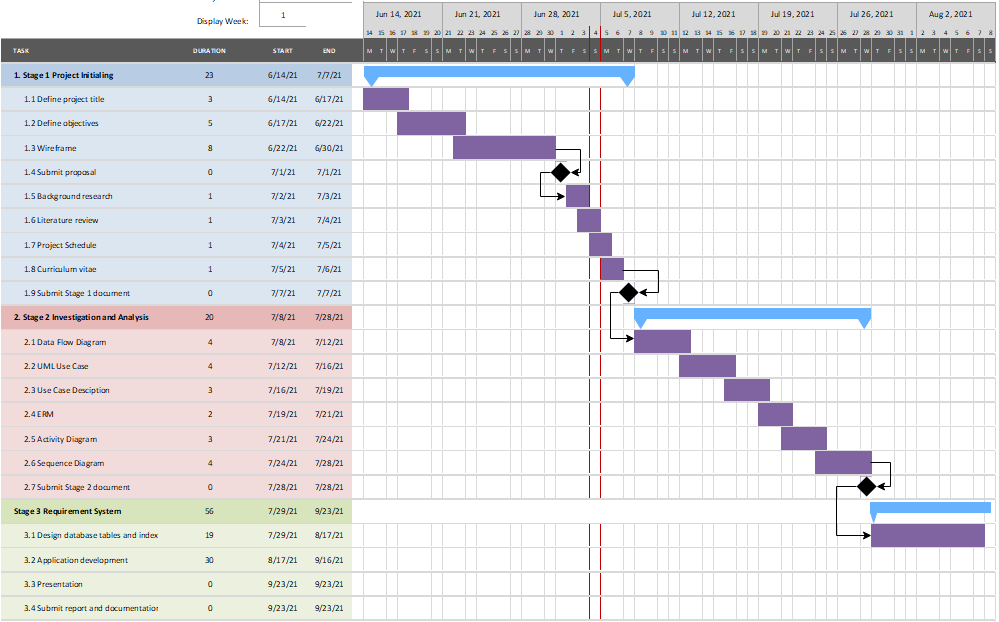 Display Week: 1
Jun 14, 2021 Jun 21, 2021 Jun 28, 2021 Jul 5, 2021 Jul 12, 2021 Jul 19, 2021 Jul 26, 2021 Aug 2, 2021
14 15 16 17 18 19 20 21 22 23 24 25 26 27 28 29 30 1 2 3 4 5 6 7 8 9 10 11 12 13 14 15 16 17 18 19 20 21 22 23 24 25 26 27 28 29 30 31 1 2 3 4 5 6 7 8
TASK DURATION START END M T W T F S S M T W T F S S M T W T F S S M T W T F S S M T W T F S S M T W T F S S M T W T F S S M T W T F S S
1. Stage 1 Project Initialing 23 6/14/21 7/7/21
1.1 Define project title 3 6/14/21 6/17/21
1.2 Define objectives 5 6/17/21 6/22/21
1.3 Wireframe 8 6/22/21 6/30/21
1.4 Submit proposal 0 7/1/21 7/1/21
1.5 Background research 1 7/2/21 7/3/21
1.6 Literature review 1 7/3/21 7/4/21
1.7 Project Schedule 1 7/4/21 7/5/21
1.8 Curriculum vitae 1 7/5/21 7/6/21
1.9 Submit Stage 1 document 0 7/7/21 7/7/21
2. Stage 2 Investigation and Analysis 20 7/8/21 7/28/21
2.1 Data Flow Diagram 4 7/8/21 7/12/21
2.2 UML Use Case 4 7/12/21 7/16/21
2.3 Use Case Desciption 3 7/16/21 7/19/21
2.4 ERM 2 7/19/21 7/21/21
2.5 Activity Diagram 3 7/21/21 7/24/21
2.6 Sequence Diagram 4 7/24/21 7/28/21
2.7 Submit Stage 2 document 0 7/28/21 7/28/21
Stage 3 Requirement System 56 7/29/21 9/23/21
3.1 Design database tables and index 19 7/29/21 8/17/21
3.2 Application development 30 8/17/21 9/16/21
3.3 Presentation 0 9/23/21 9/23/21
3.4 Submit report and documentatior 0 9/23/21 9/23/21